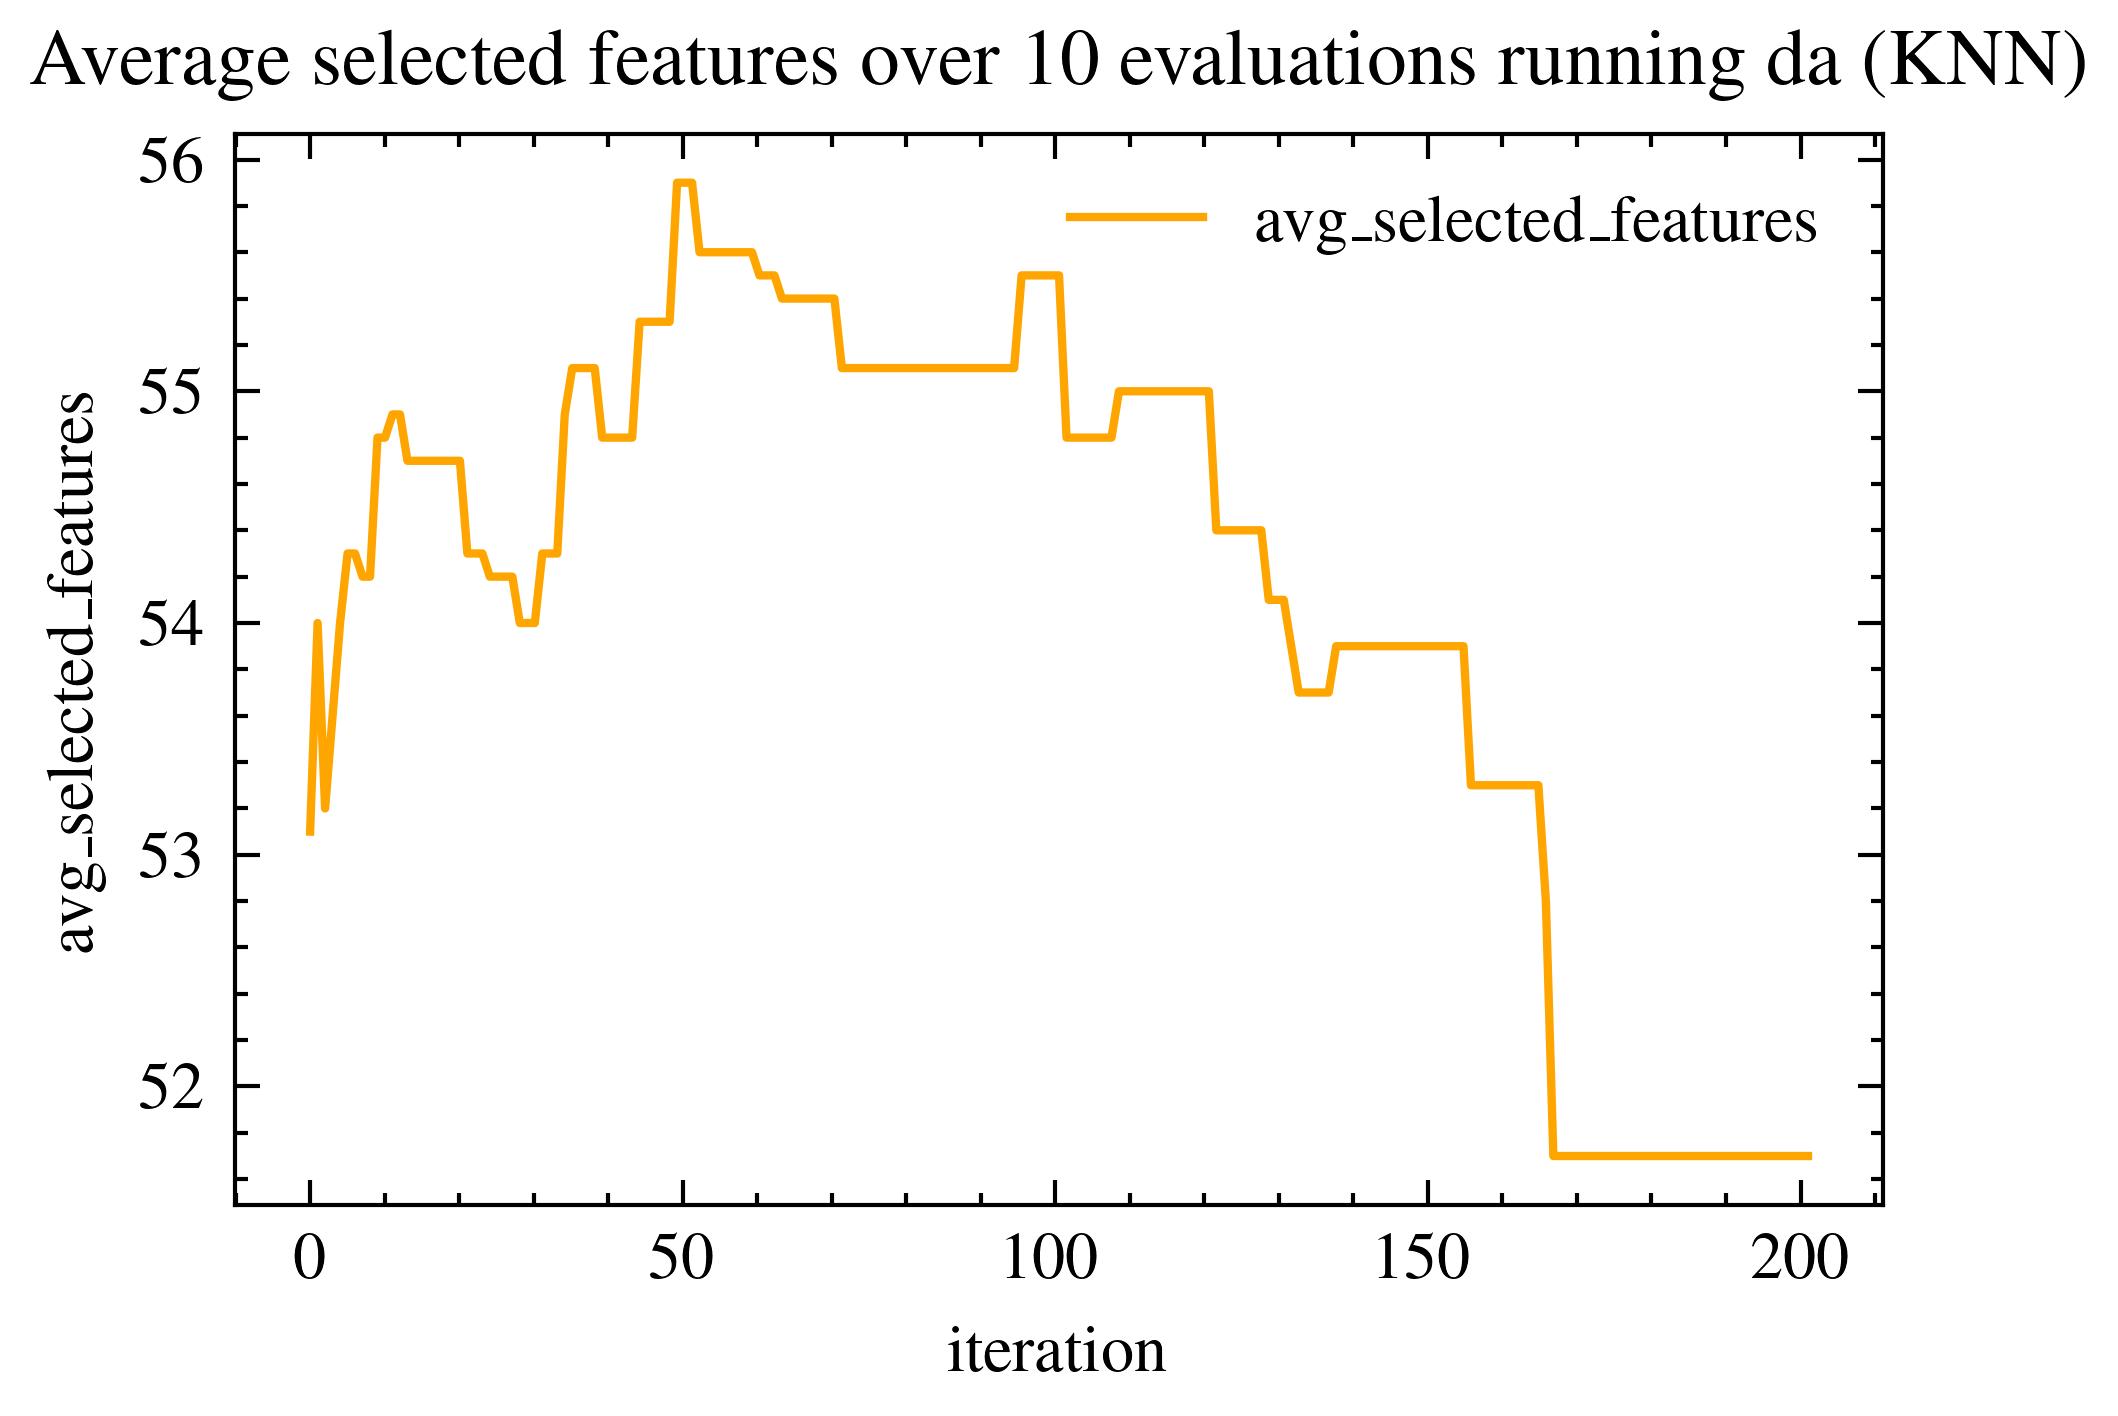 Average selected features over 10 evaluations running da (KNN)
avg_selected_features
56
55
54
53
52
avg_selected_features
0 50 100 150 200
iteration